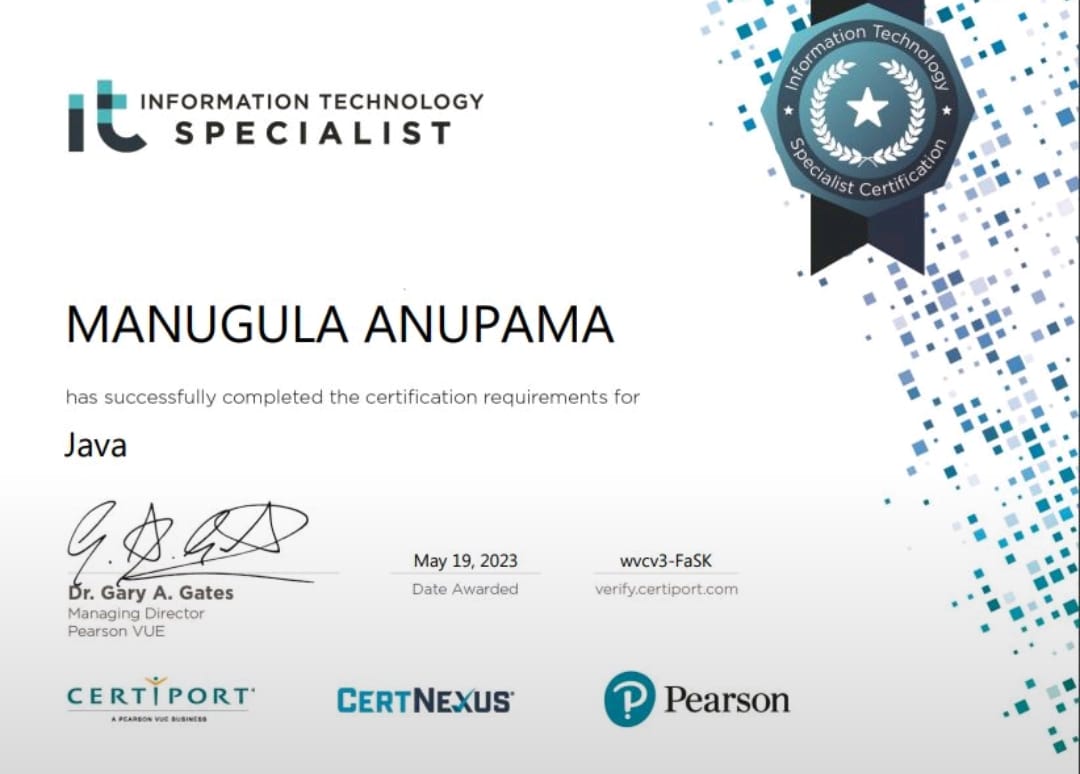 it INFORMATION TECHNOLOGY
SPECIALIST
Information Technology
Specialist Certification
MANUGULA ANUPAMA
has successfully completed the certification requirements for
Java
Dr. Gary A. Gates
Managing Director
Pearson VUE
May 19, 2023
Date Awarded
wvcv3-FaSK
verify.certiport.com
CERTIPORT
A PEARSON VUE BUSINESS
CERTNEXUS
P Pearson